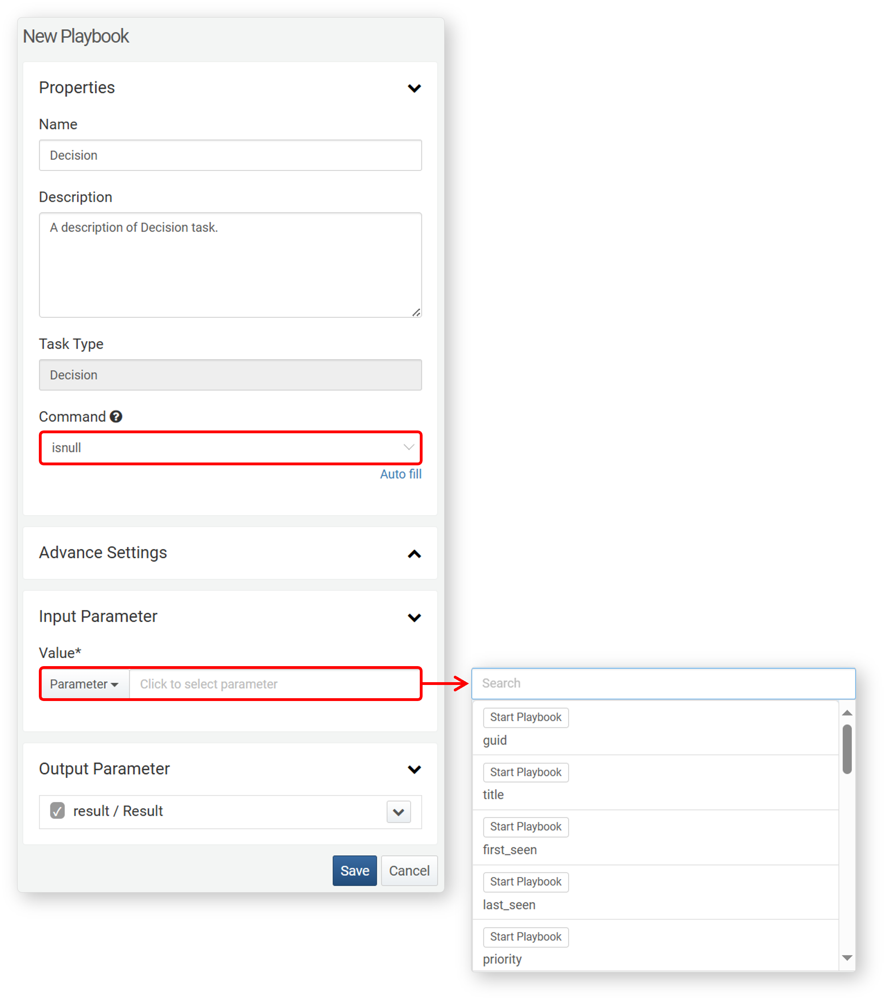 New Playbook
Properties
Name
Decision
Description
A description of Decision task.
Task Type
Decision
Command
isnull
Auto fill
Advance Settings
Input Parameter
Value*
Parameter Click to select parameter
Search
Start Playbook
guid
Start Playbook
title
Start Playbook
first_seen
Start Playbook
last_seen
Start Playbook
priority
Output Parameter
result / Result
Save Cancel